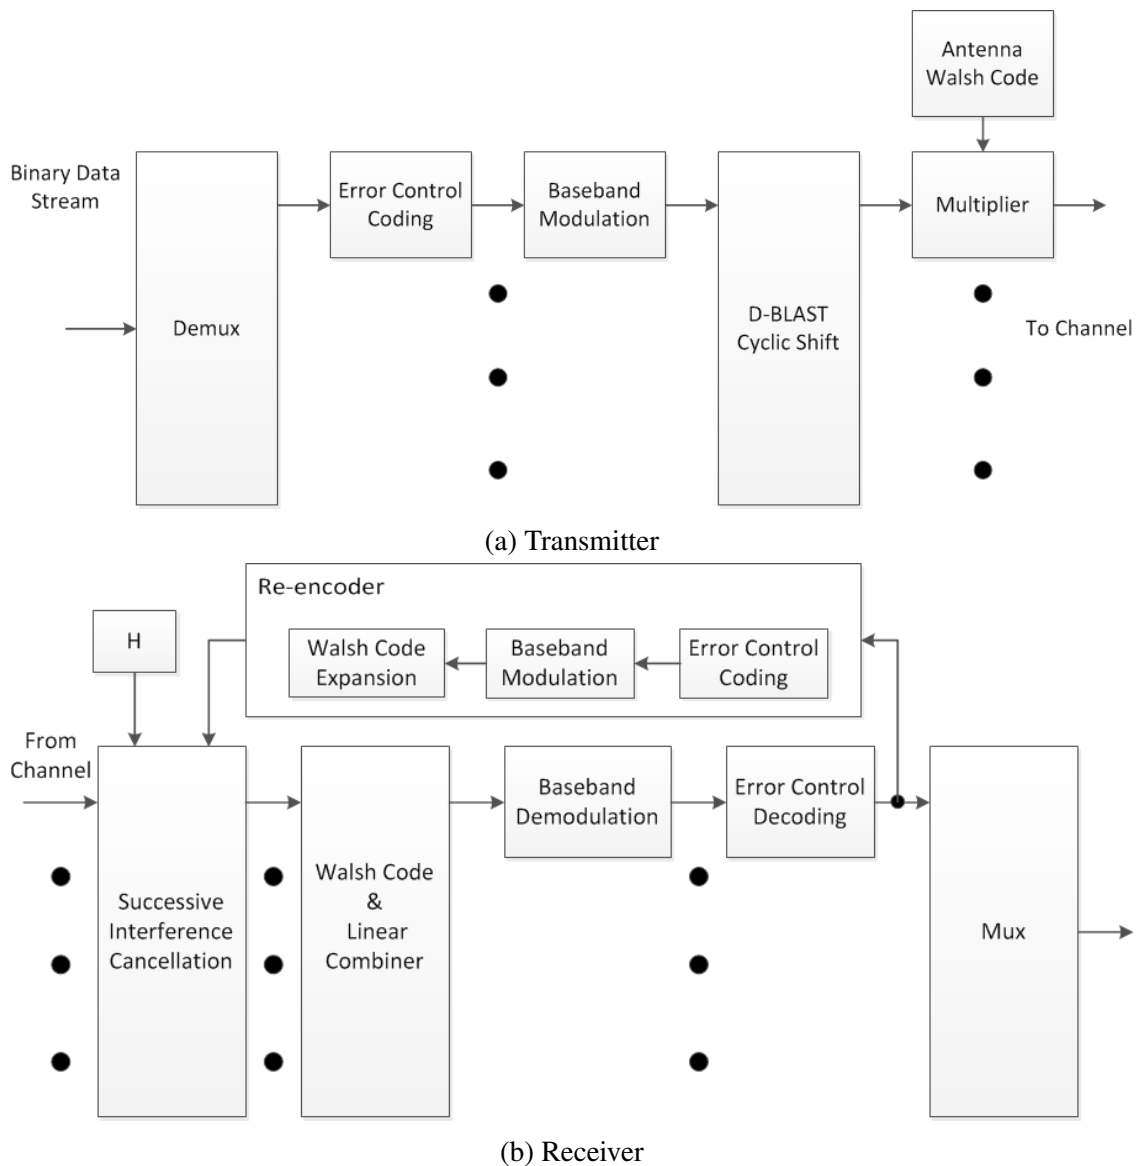 Antenna
Walsh Code
Binary Data
Stream
Demux
Error Control
Coding
Baseband
Modulation
D-BLAST
Cyclic Shift
Multiplier
To Channel
(a) Transmitter
Re-encoder
H
Walsh Code
Expansion
Baseband
Modulation
Error Control
Coding
From
Channel
Successive
Interference
Cancellation
Walsh Code
&
Linear
Combiner
Baseband
Demodulation
Error Control
Decoding
Mux
(b) Receiver